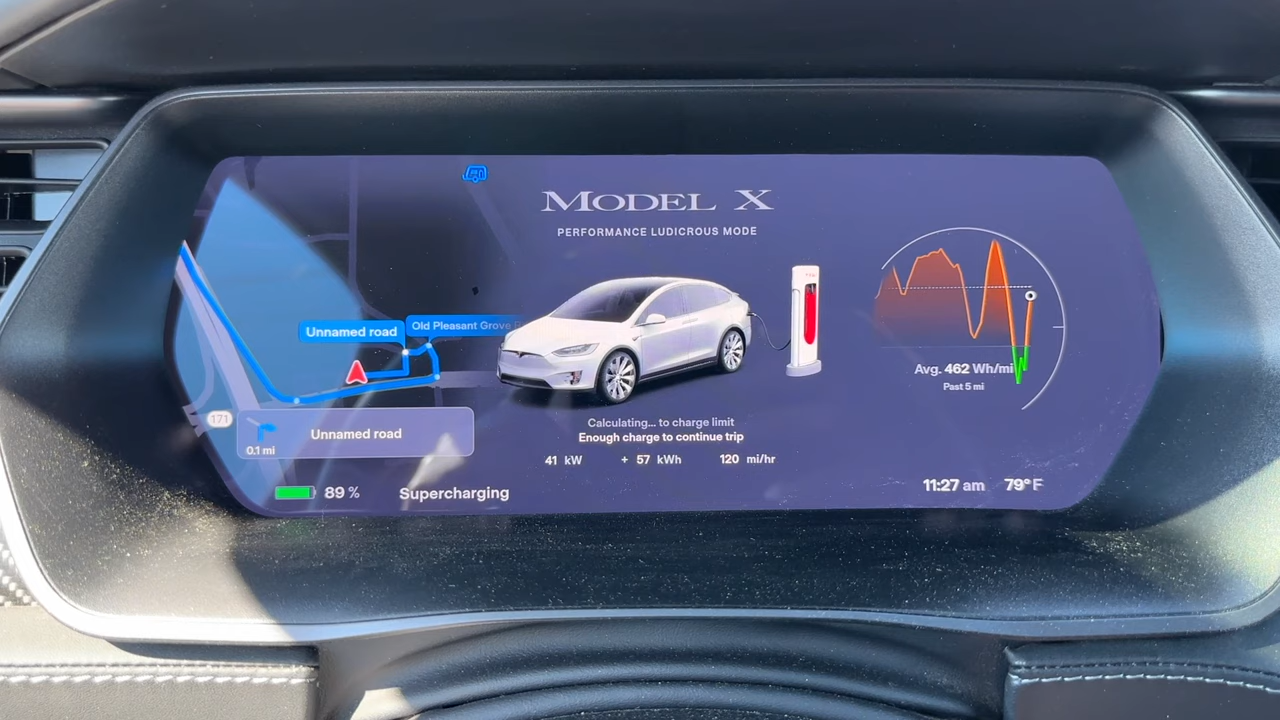 MODEL X
PERFORMANCE LUDICROUS MODE
Unnamed road
Old Pleasant Grove
171
0.1 mi
Unnamed road
Calculating... to charge limit
Enough charge to continue trip
41 kW + 57 kWh 120 mi/hr
Avg. 462 Wh/mi
Past 5 mi
89 %
Supercharging
11:27 am 79° F